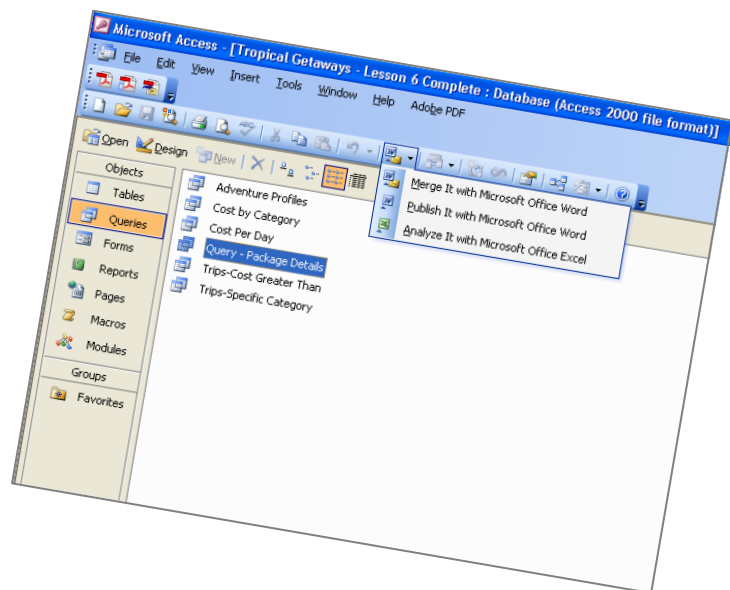 Microsoft Access - [Tropical Getaways - Lesson 6 Complete : Database (Access 2000 file format)]
File Edit View Insert Tools Window Help Adobe PDF
Open Design New
Objects
Tables
Queries
Forms
Reports
Pages
Macros
Modules
Groups
Favorites
Adventure Profiles
Cost by Category
Cost Per Day
Query - Package Details
Trips-Cost Greater Than
Trips-Specific Category
Merge It with Microsoft Office Word
Publish It with Microsoft Office Word
Analyze It with Microsoft Office Excel